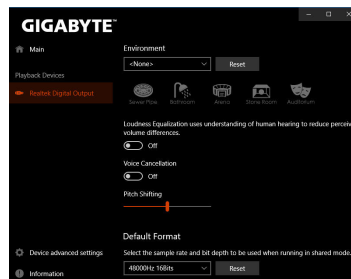 GIGABYTE™
Main
Playback Devices
Realtek Digital Output
Device advanced settings
Information
Environment
<None>
Reset
Sewer Pipe
Bathroom
Arena
Stone Room
Auditorium
Loudness Equalization uses understanding of human hearing to reduce perceive
volume differences.
Off
Voice Cancellation
Off
Pitch Shifting
Default Format
Select the sample rate and bit depth to be used when running in shared mode.
48000Hz 16Bits
Reset